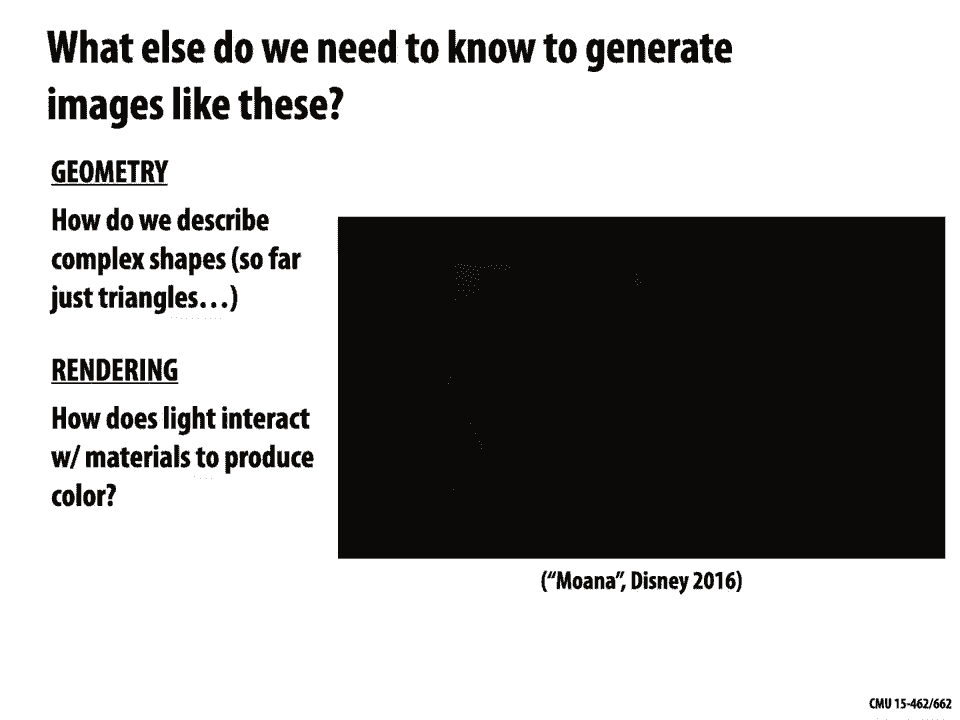 What else do we need to know to generate
images like these?
GEOMETRY
How do we describe
complex shapes (so far
just triangles…)
RENDERING
How does light interact
w/ materials to produce
color?
(“Moana”, Disney 2016)
CMU 15-462/662